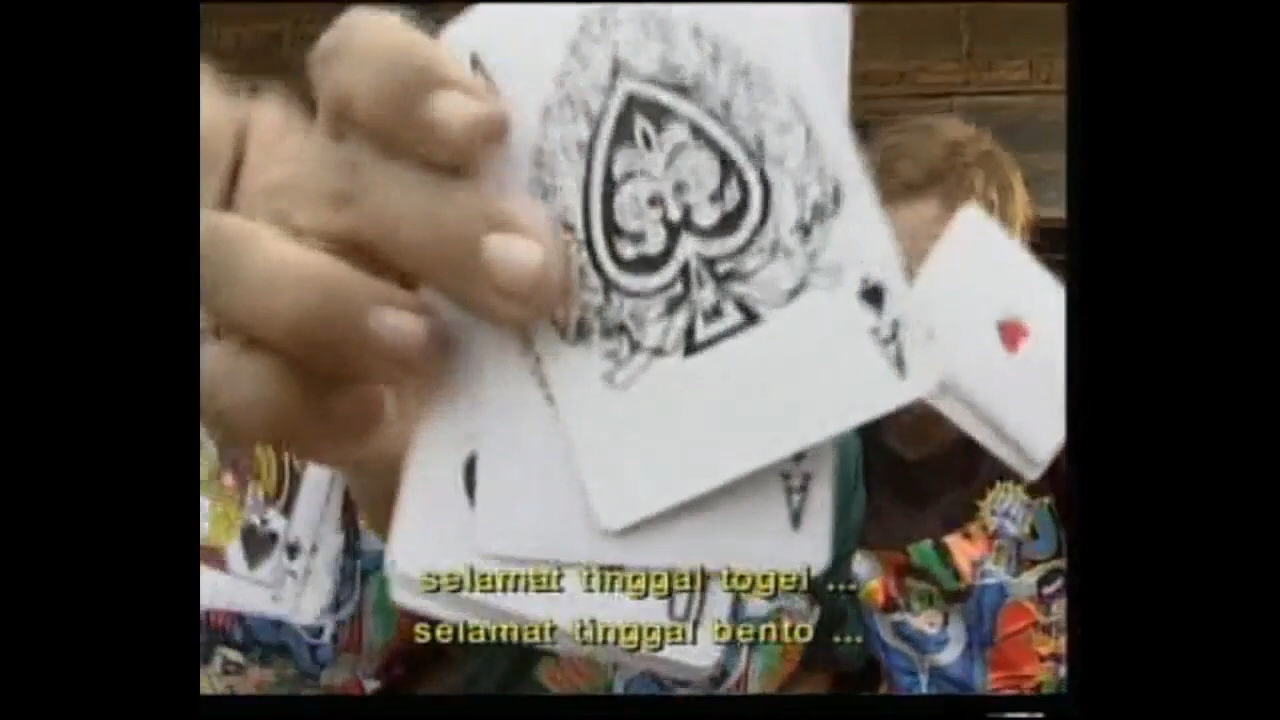 A
A
selamat tinggal togel ...
selamat tinggal bento ...